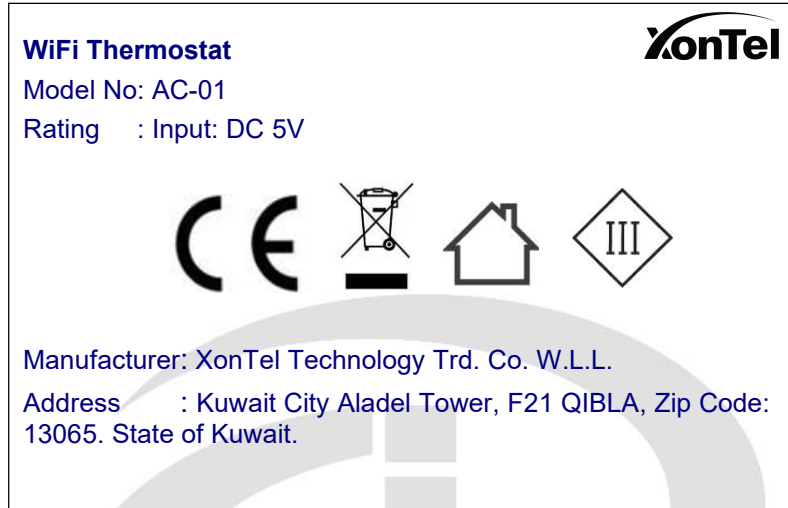 XonTel
WiFi Thermostat
Model No: AC-01
Rating : Input: DC 5V
CE
III
Manufacturer: XonTel Technology Trd. Co. W.L.L.
Address : Kuwait City Aladel Tower, F21 QIBLA, Zip Code:
13065. State of Kuwait.